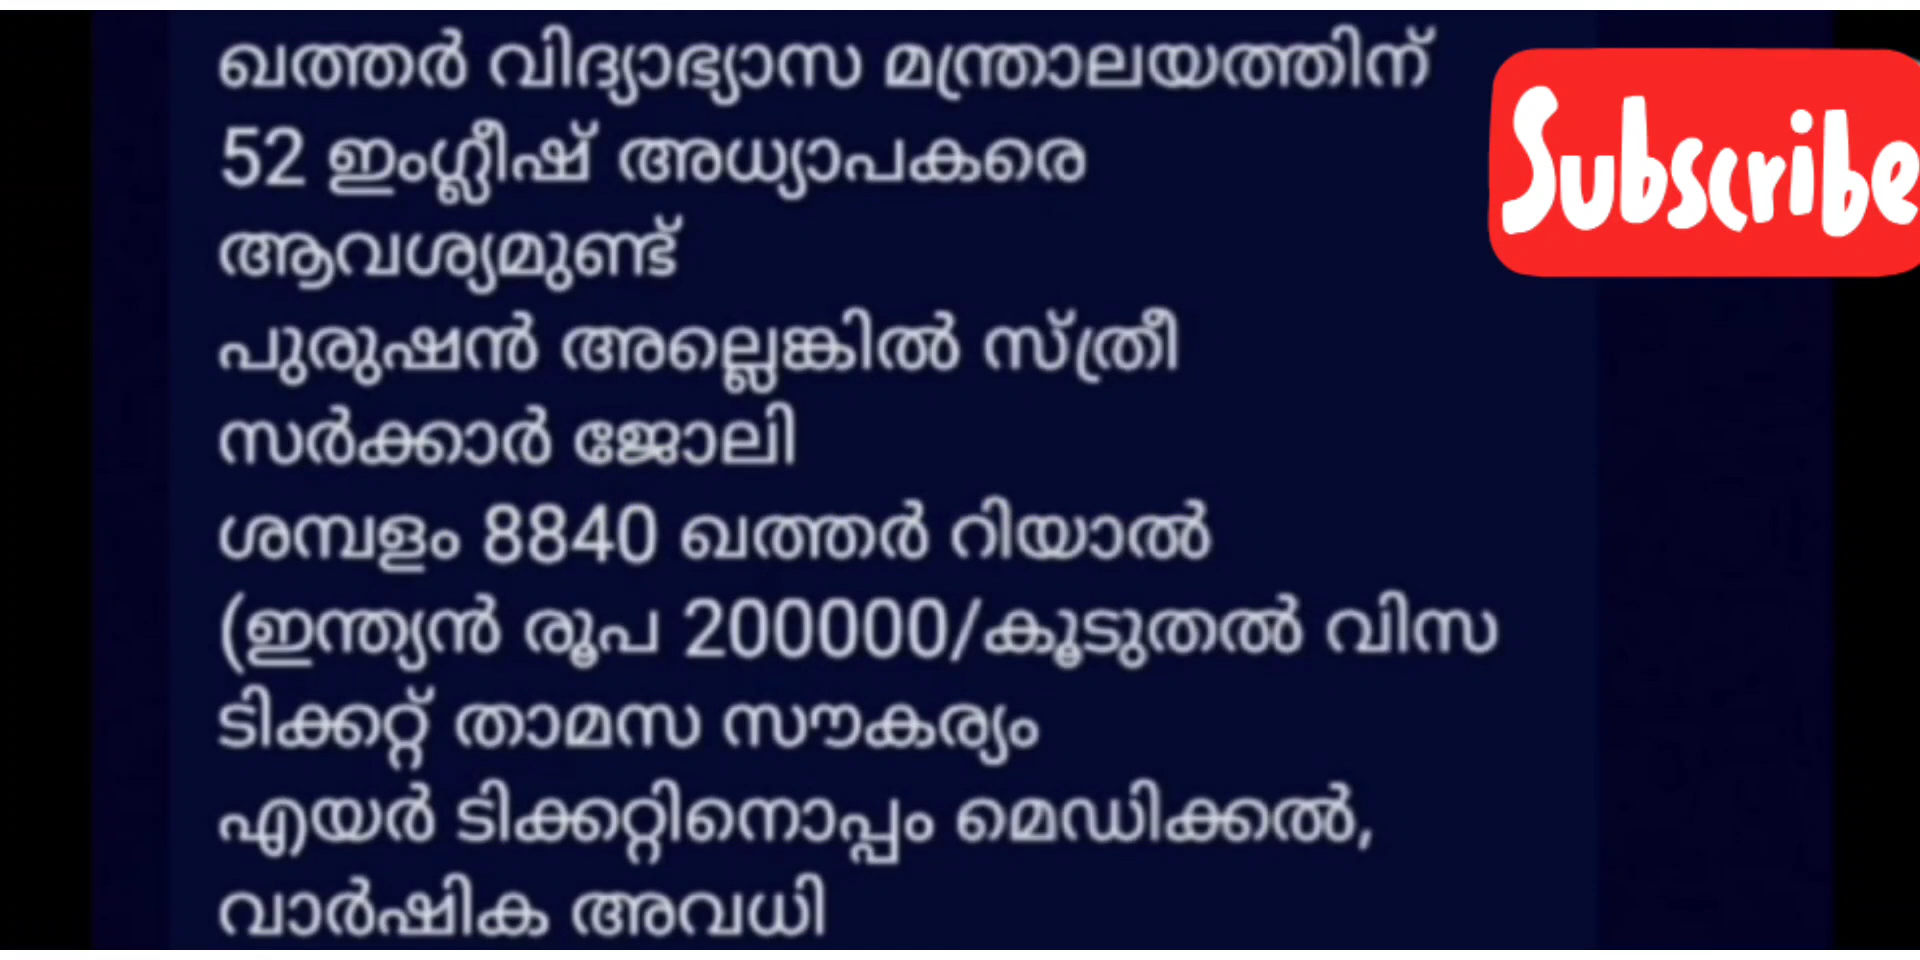 ഖത്തർ വിദ്യാഭ്യാസ മന്ത്രാലയത്തിന്
52 ഇംഗ്ലീഷ് അധ്യാപകരെ
ആവശ്യമുണ്ട്
പുരുഷൻ അല്ലെങ്കിൽ സ്ത്രീ
സർക്കാർ ജോലി
ശമ്പളം 8840 ഖത്തർ റിയാൽ
(ഇന്ത്യൻ രൂപ 200000/കൂടുതൽ വിസ
ടിക്കറ്റ് താമസ സൗകര്യം
എയർ ടിക്കറ്റിനൊപ്പം മെഡിക്കൽ,
വാർഷിക അവധി
Subscribe